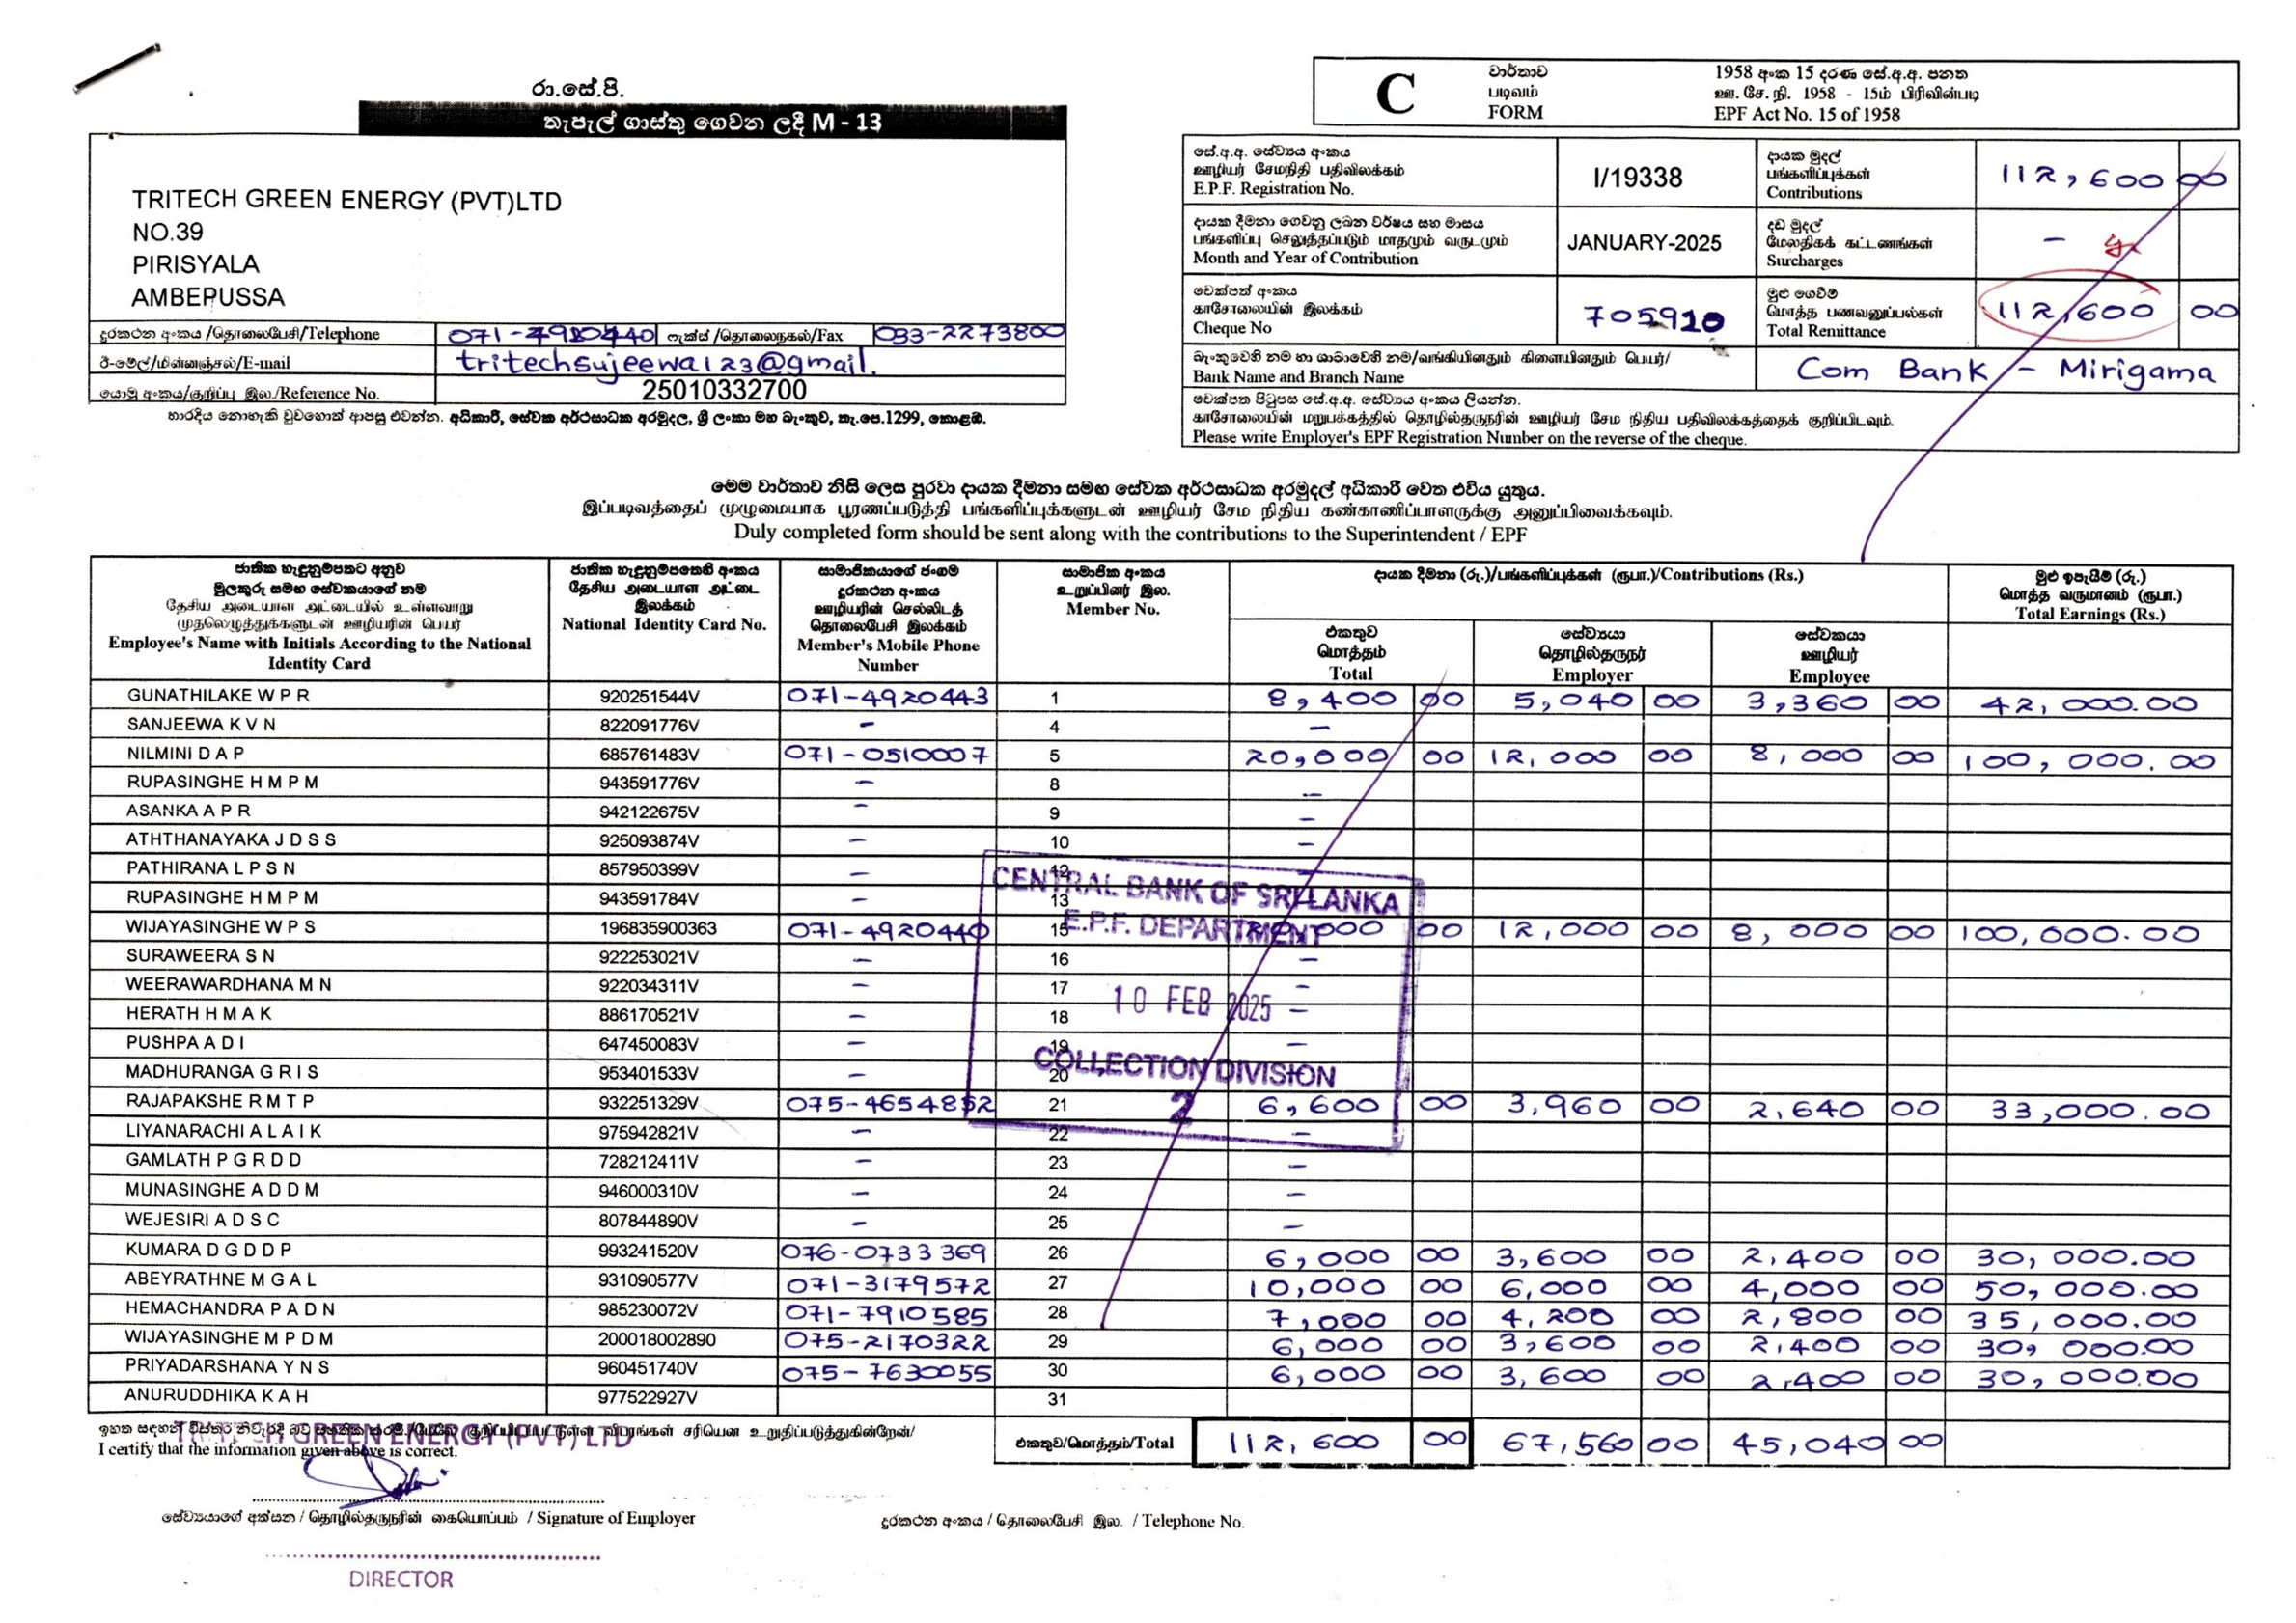 රා.සේ.පි.
තැපැල් ගාස්තු ගෙවන ලදී M - 13
TRITECH GREEN ENERGY (PVT)LTD
NO.39
PIRISYALA
AMBEPUSSA
දුරකථන අංකය /தொலைபேசி/Telephone 071-4920440 ෆැක්ස් /தொலைநகல்/Fax 033-2273800
ඊ-මේල්/மின்னஞ்சல்/E-mail tritechsujeewa123@gmail.
යොමු අංකය/குறிப்பு இல./Reference No. 25010332700
භාරදිය නොහැකි වුවහොත් ආපසු එවන්න. අධිකාරී, සේවක අර්ථසාධක අරමුදල, ශ්‍රී ලංකා මහ බැංකුව, තැ.පෙ.1299, කොළඹ.
C
වාර්තාව
படிவம்
FORM
1958 අංක 15 දරණ සේ.අ.අ. පනත
ஊ. சே. நி. 1958 - 15ம் பிரிவின்படி
EPF Act No. 15 of 1958
සේ.අ.අ. සේව්‍යය අංකය
ஊழியர் சேமநிதி பதிவிலக்கம்
E.P.F. Registration No.
I/19338
දායක මුදල්
பங்களிப்புக்கள்
Contributions
112,600 00
දායක දීමනා ගෙවනු ලබන වර්ෂය සහ මාසය
பங்களிப்பு செலுத்தப்படும் மாதமும் வருடமும்
Month and Year of Contribution
JANUARY-2025
දඩ මුදල්
மேலதிகக் கட்டணங்கள்
Surcharges
-
චෙක්පත් අංකය
காசோலையின் இலக்கம்
Cheque No
705920
මුළු ගෙවීම්
மொத்த பணவனுப்பல்கள்
Total Remittance
112,600 00
බැංකුවෙහි නම හා ශාඛාවෙහි නම/வங்கியினதும் கிளையினதும் பெயர்/
Bank Name and Branch Name
Com Bank - Mirigama
චෙක්පත පිටුපස සේ.අ.අ. සේව්‍යය අංකය ලියන්න.
காசோலையின் மறுபக்கத்தில் தொழில்தருநரின் ஊழியர் சேம நிதிய பதிவிலக்கத்தைக் குறிப்பிடவும்.
Please write Employer's EPF Registration Number on the reverse of the cheque.
මෙම වාර්තාව නිසි ලෙස පුරවා දායක දීමනා සමඟ සේවක අර්ථසාධක අරමුදල් අධිකාරී වෙත එවිය යුතුය.
இப்படிவத்தைப் முழுமையாக பூரணப்படுத்தி பங்களிப்புக்களுடன் ஊழியர் சேம நிதிய கண்காணிப்பாளருக்கு அனுப்பிவைக்கவும்.
Duly completed form should be sent along with the contributions to the Superintendent / EPF
ජාතික හැඳුනුම්පතට අනුව
මුලකුරු සමඟ සේවකයාගේ නම
தேசிய அடையாள அட்டையில் உள்ளவாறு
முதலெழுத்துக்களுடன் ஊழியரின் பெயர்
Employee's Name with Initials According to the National
Identity Card
ජාතික හැඳුනුම්පතෙහි අංකය
தேசிய அடையாள அட்டை
இலக்கம்
National Identity Card No.
සාමාජිකයාගේ ජංගම
දුරකථන අංකය
ஊழியரின் செல்லிடத்
தொலைபேசி இலக்கம்
Member's Mobile Phone
Number
සාමාජික අංකය
உறுப்பினர் இல.
Member No.
දායක දීමනා (රු.)/பங்களிப்புக்கள் (ரூபா.)/Contributions (Rs.)
එකතුව
மொத்தம்
Total
සේව්‍යයා
தொழில்தருநர்
Employer
සේවකයා
ஊழியர்
Employee
මුළු ඉපැයීම් (රු.)
மொத்த வருமானம் (ரூபா.)
Total Earnings (Rs.)
GUNATHILAKE W P R 920251544V 071-4920443 1 8,400 00 5,040 00 3,360 00 42,000.00
SANJEEWA K V N 822091776V - 4 -
NILMINI D A P 685761483V 071-0510007 5 20,000 00 12,000 00 8,000 00 100,000.00
RUPASINGHE H M P M 943591776V - 8 -
ASANKA A P R 942122675V - 9 -
ATHTHANAYAKA J D S S 925093874V - 10 -
PATHIRANA L P S N 857950399V - 12 -
RUPASINGHE H M P M 943591784V - 13
WIJAYASINGHE W P S 196835900363 071-4920440 15 20,000 00 12,000 00 8,000 00 100,000.00
SURAWEERA S N 922253021V - 16 -
WEERAWARDHANA M N 922034311V - 17 -
HERATH H M A K 886170521V - 18 -
PUSHPA A D I 647450083V - 19 -
MADHURANGA G R I S 953401533V - 20
RAJAPAKSHE R M T P 932251329V 075-4654852 21 6,600 00 3,960 00 2,640 00 33,000.00
LIYANARACHI A L A I K 975942821V - 22 -
GAMLATH P G R D D 728212411V - 23 -
MUNASINGHE A D D M 946000310V - 24 -
WEJESIRI A D S C 807844890V - 25 -
KUMARA D G D D P 993241520V 076-0733369 26 6,000 00 3,600 00 2,400 00 30,000.00
ABEYRATHNE M G A L 931090577V 071-3179572 27 10,000 00 6,000 00 4,000 00 50,000.00
HEMACHANDRA P A D N 985230072V 071-7910585 28 7,000 00 4,200 00 2,800 00 35,000.00
WIJAYASINGHE M P D M 200018002890 075-2170322 29 6,000 00 3,600 00 2,400 00 30,000.00
PRIYADARSHANA Y N S 960451740V 075-7630055 30 6,000 00 3,600 00 2,400 00 30,000.00
ANURUDDHIKA K A H 977522927V 31
CENTRAL BANK OF SRI LANKA
E.P.F. DEPARTMENT
10 FEB 2025
COLLECTION DIVISION
2
එකතුව/மொத்தம்/Total 112,600 00 67,560 00 45,040 00
GREEN ENERGY (PVT) LTD
I certify that the information given above is correct.
සේව්‍යයාගේ අත්සන / தொழில்தருநரின் கையொப்பம் / Signature of Employer
දුරකථන අංකය / தொலைபேசி இல. / Telephone No.
DIRECTOR